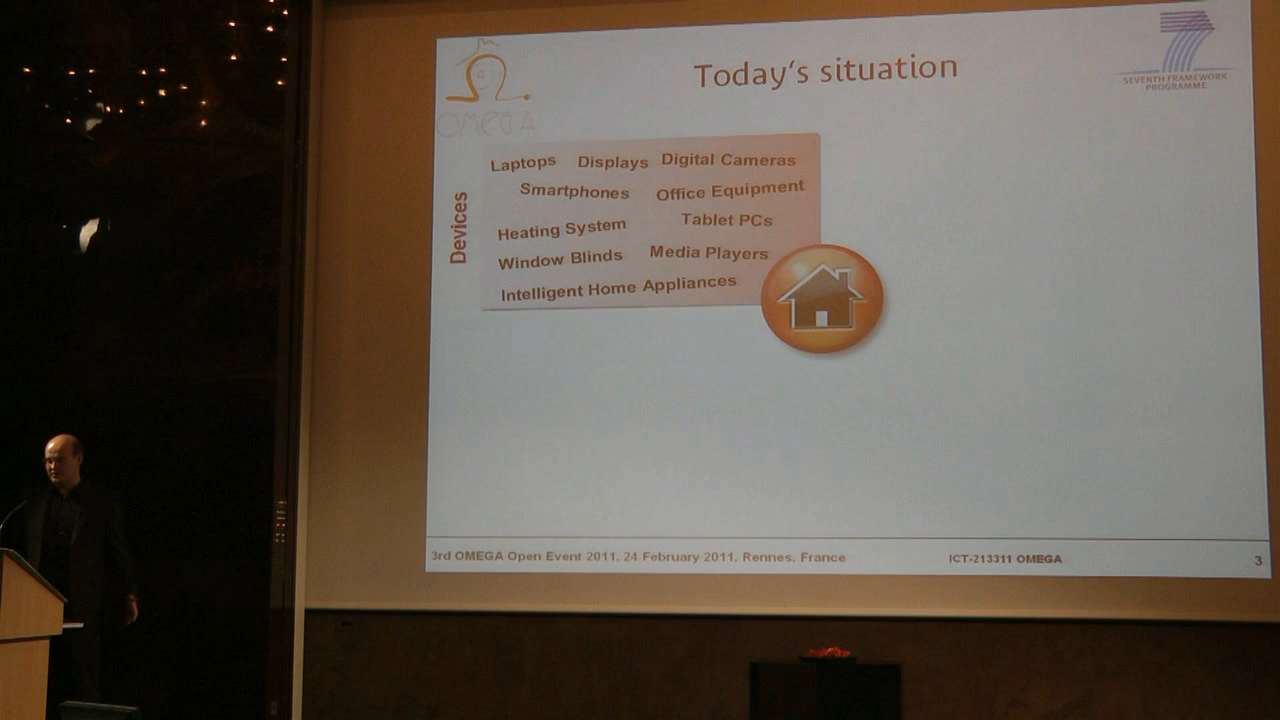 Today's situation
OMEGA
SEVENTH FRAMEWORK
PROGRAMME
Devices
Laptops Displays Digital Cameras
Smartphones Office Equipment
Heating System Tablet PCs
Window Blinds Media Players
Intelligent Home Appliances
3rd OMEGA Open Event 2011, 24 February 2011, Rennes, France ICT-213311 OMEGA 3